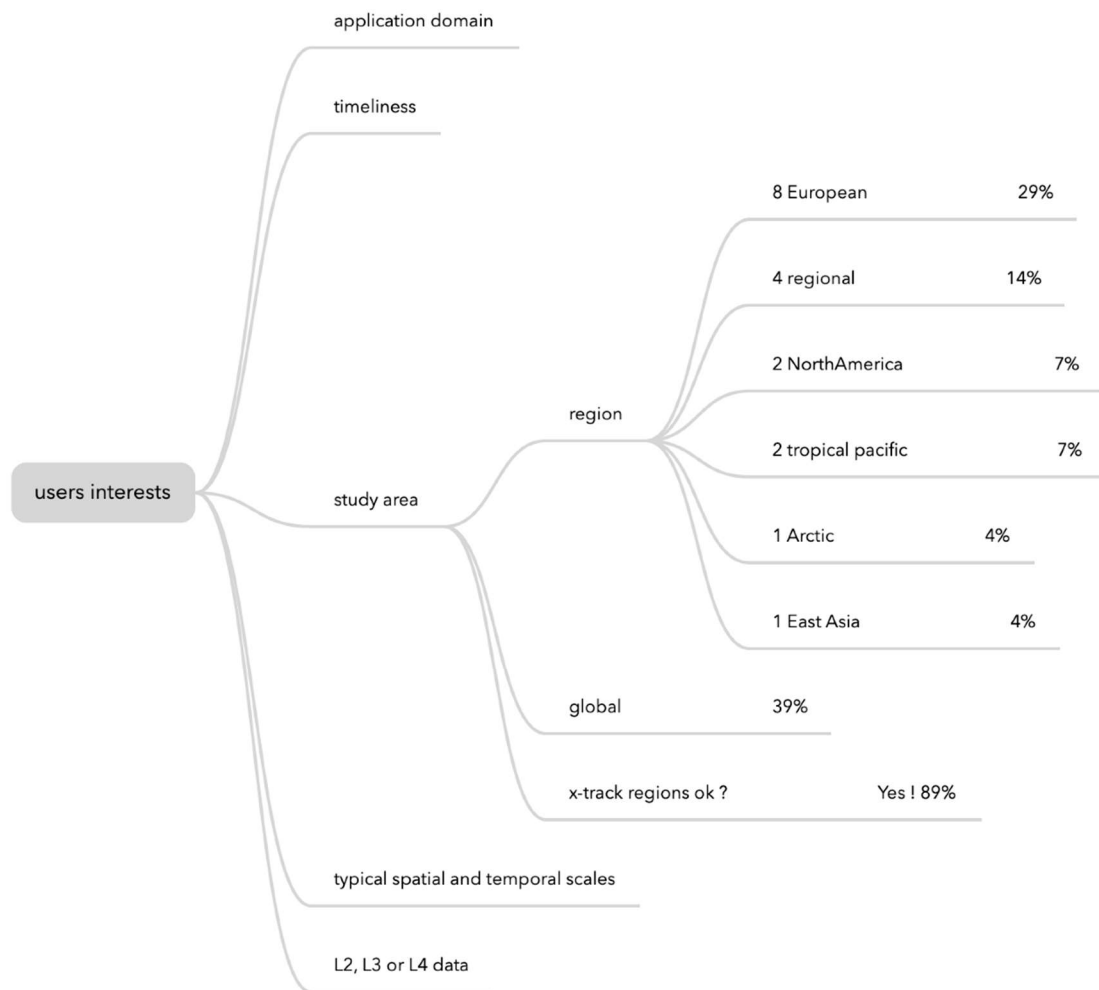 application domain
timeliness
8 European 29%
4 regional 14%
2 NorthAmerica 7%
region
2 tropical pacific 7%
users interests
study area
1 Arctic 4%
1 East Asia 4%
global 39%
x-track regions ok ? Yes ! 89%
typical spatial and temporal scales
L2, L3 or L4 data